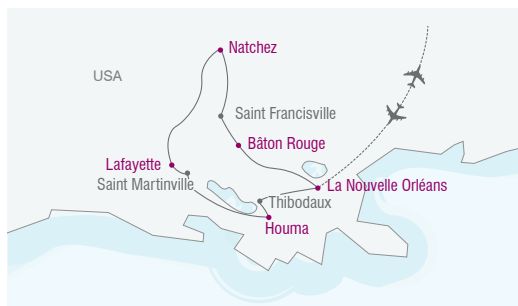 Natchez
USA
Saint Francisville
Bâton Rouge
Lafayette
Saint Martinville
La Nouvelle Orléans
Thibodaux
Houma